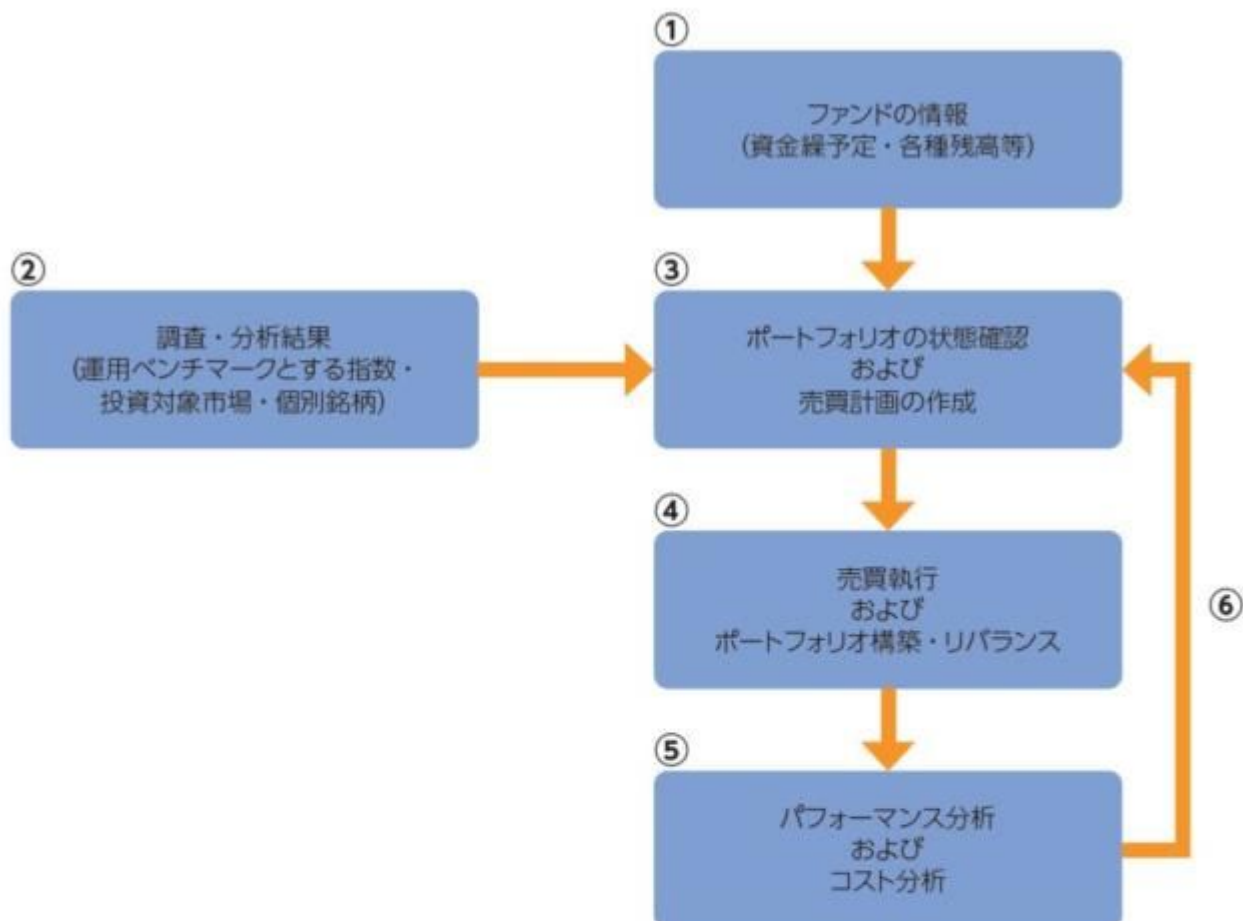 ①
ファンドの情報
(資金繰予定・各種残高等)
②
調査・分析結果
(運用ベンチマークとする指数・
投資対象市場・個別銘柄)
③
ポートフォリオの状態確認
および
売買計画の作成
④
売買執行
および
ポートフォリオ構築・リバランス
⑥
⑤
パフォーマンス分析
および
コスト分析